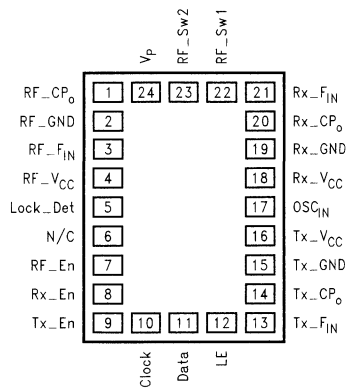 V_P RF_Sw2 RF_Sw1
RF_CP_o 1 24 23 22 21 Rx_F_IN
RF_GND 2 20 Rx_CP_o
RF_F_IN 3 19 Rx_GND
RF_V_CC 4 18 Rx_V_CC
Lock_Det 5 17 OSC_IN
N/C 6 16 Tx_V_CC
RF_En 7 15 Tx_GND
Rx_En 8 14 Tx_CP_o
Tx_En 9 10 11 12 13 Tx_F_IN
Clock Data LE